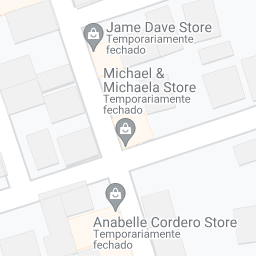 Jame Dave Store
Temporariamente
fechado
Michael &
Michaela Store
Temporariamente
fechado
Anabelle Cordero Store
Temporariamente
fechado